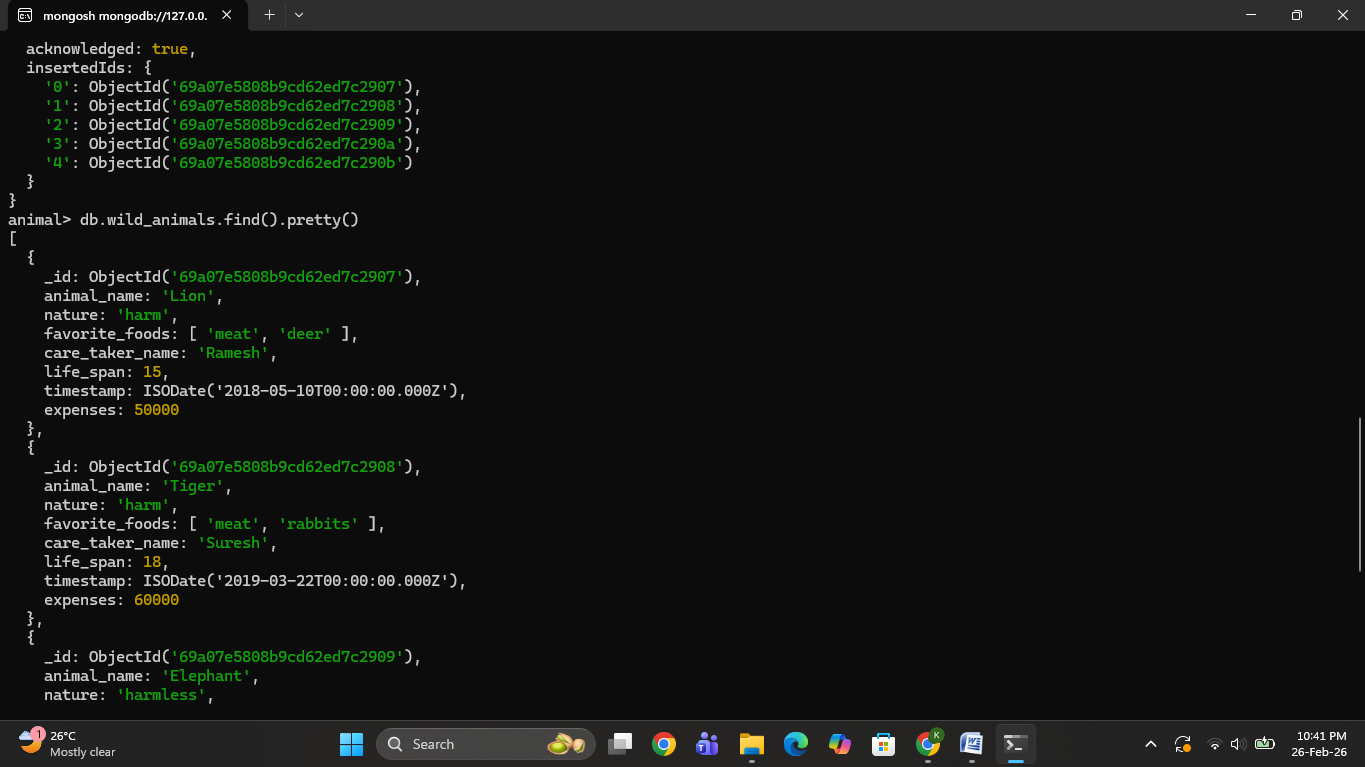 mongosh mongodb://127.0.0.
acknowledged: true,
insertedIds: {
'0': ObjectId('69a07e5808b9cd62ed7c2907'),
'1': ObjectId('69a07e5808b9cd62ed7c2908'),
'2': ObjectId('69a07e5808b9cd62ed7c2909'),
'3': ObjectId('69a07e5808b9cd62ed7c290a'),
'4': ObjectId('69a07e5808b9cd62ed7c290b')
}
}
animal> db.wild_animals.find().pretty()
[
{
_id: ObjectId('69a07e5808b9cd62ed7c2907'),
animal_name: 'Lion',
nature: 'harm',
favorite_foods: [ 'meat', 'deer' ],
care_taker_name: 'Ramesh',
life_span: 15,
timestamp: ISODate('2018-05-10T00:00:00.000Z'),
expenses: 50000
},
{
_id: ObjectId('69a07e5808b9cd62ed7c2908'),
animal_name: 'Tiger',
nature: 'harm',
favorite_foods: [ 'meat', 'rabbits' ],
care_taker_name: 'Suresh',
life_span: 18,
timestamp: ISODate('2019-03-22T00:00:00.000Z'),
expenses: 60000
},
{
_id: ObjectId('69a07e5808b9cd62ed7c2909'),
animal_name: 'Elephant',
nature: 'harmless',
1
26°C
Mostly clear
Search
K
10:41 PM
26-Feb-26